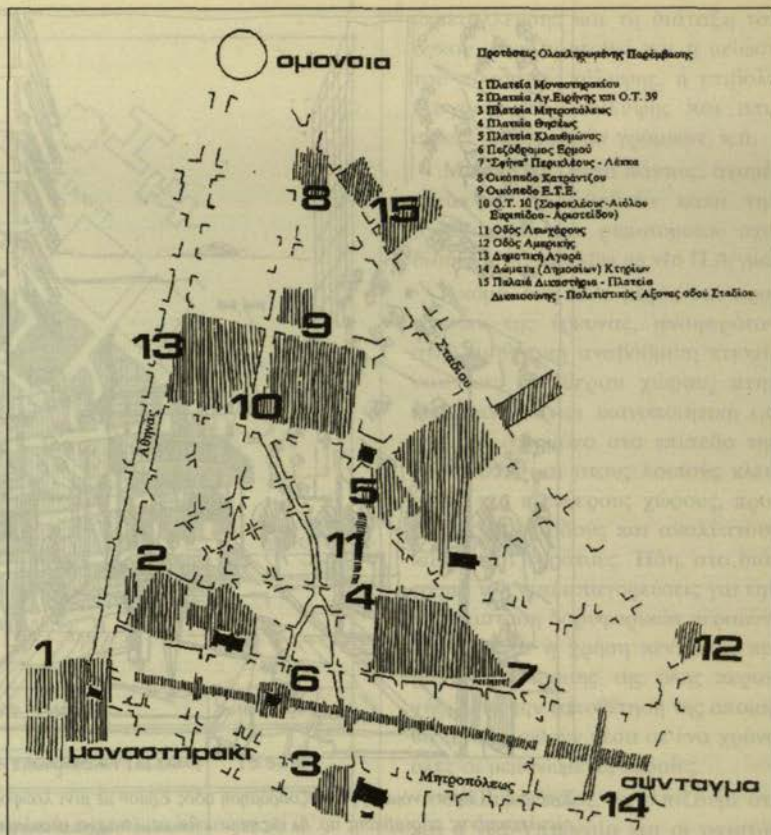 ομονοια
Προτάσεις Ολοκληρωμένης Παρέμβασης
1 Πλατεία Μοναστηρακίου
2 Πλατεία Αγ.Ειρήνης και Ο.Τ. 39
3 Πλατεία Μητροπόλεως
4 Πλατεία Θησέως
5 Πλατεία Κλαυθμώνος
6 Πεζόδρομος Ερμού
7 "Σφήνα" Περικλέους - Λέκκα
8 Οικόπεδο Κατράντζου
9 Οικόπεδο Ε.Τ.Ε.
10 Ο.Τ. 10 (Σοφοκλέους-Αιόλου
Ευριπίδου - Αριστείδου)
11 Οδός Λεωχάρους
12 Οδός Αμερικής
13 Δημοτική Αγορά
14 Δώματα (Δημοσίων) Κτηρίων
15 Παλαιά Δικαστήρια - Πλατεία
Δικαιοσύνης - Πολιτιστικός Άξονας οδού Σταδίου.
8
15
9
13
Σταδίου
10
Αθηνάς
5
11
2
4
12
1
6
7
μοναστηρακι
3
Μητροπόλεως
συνταγμα
14